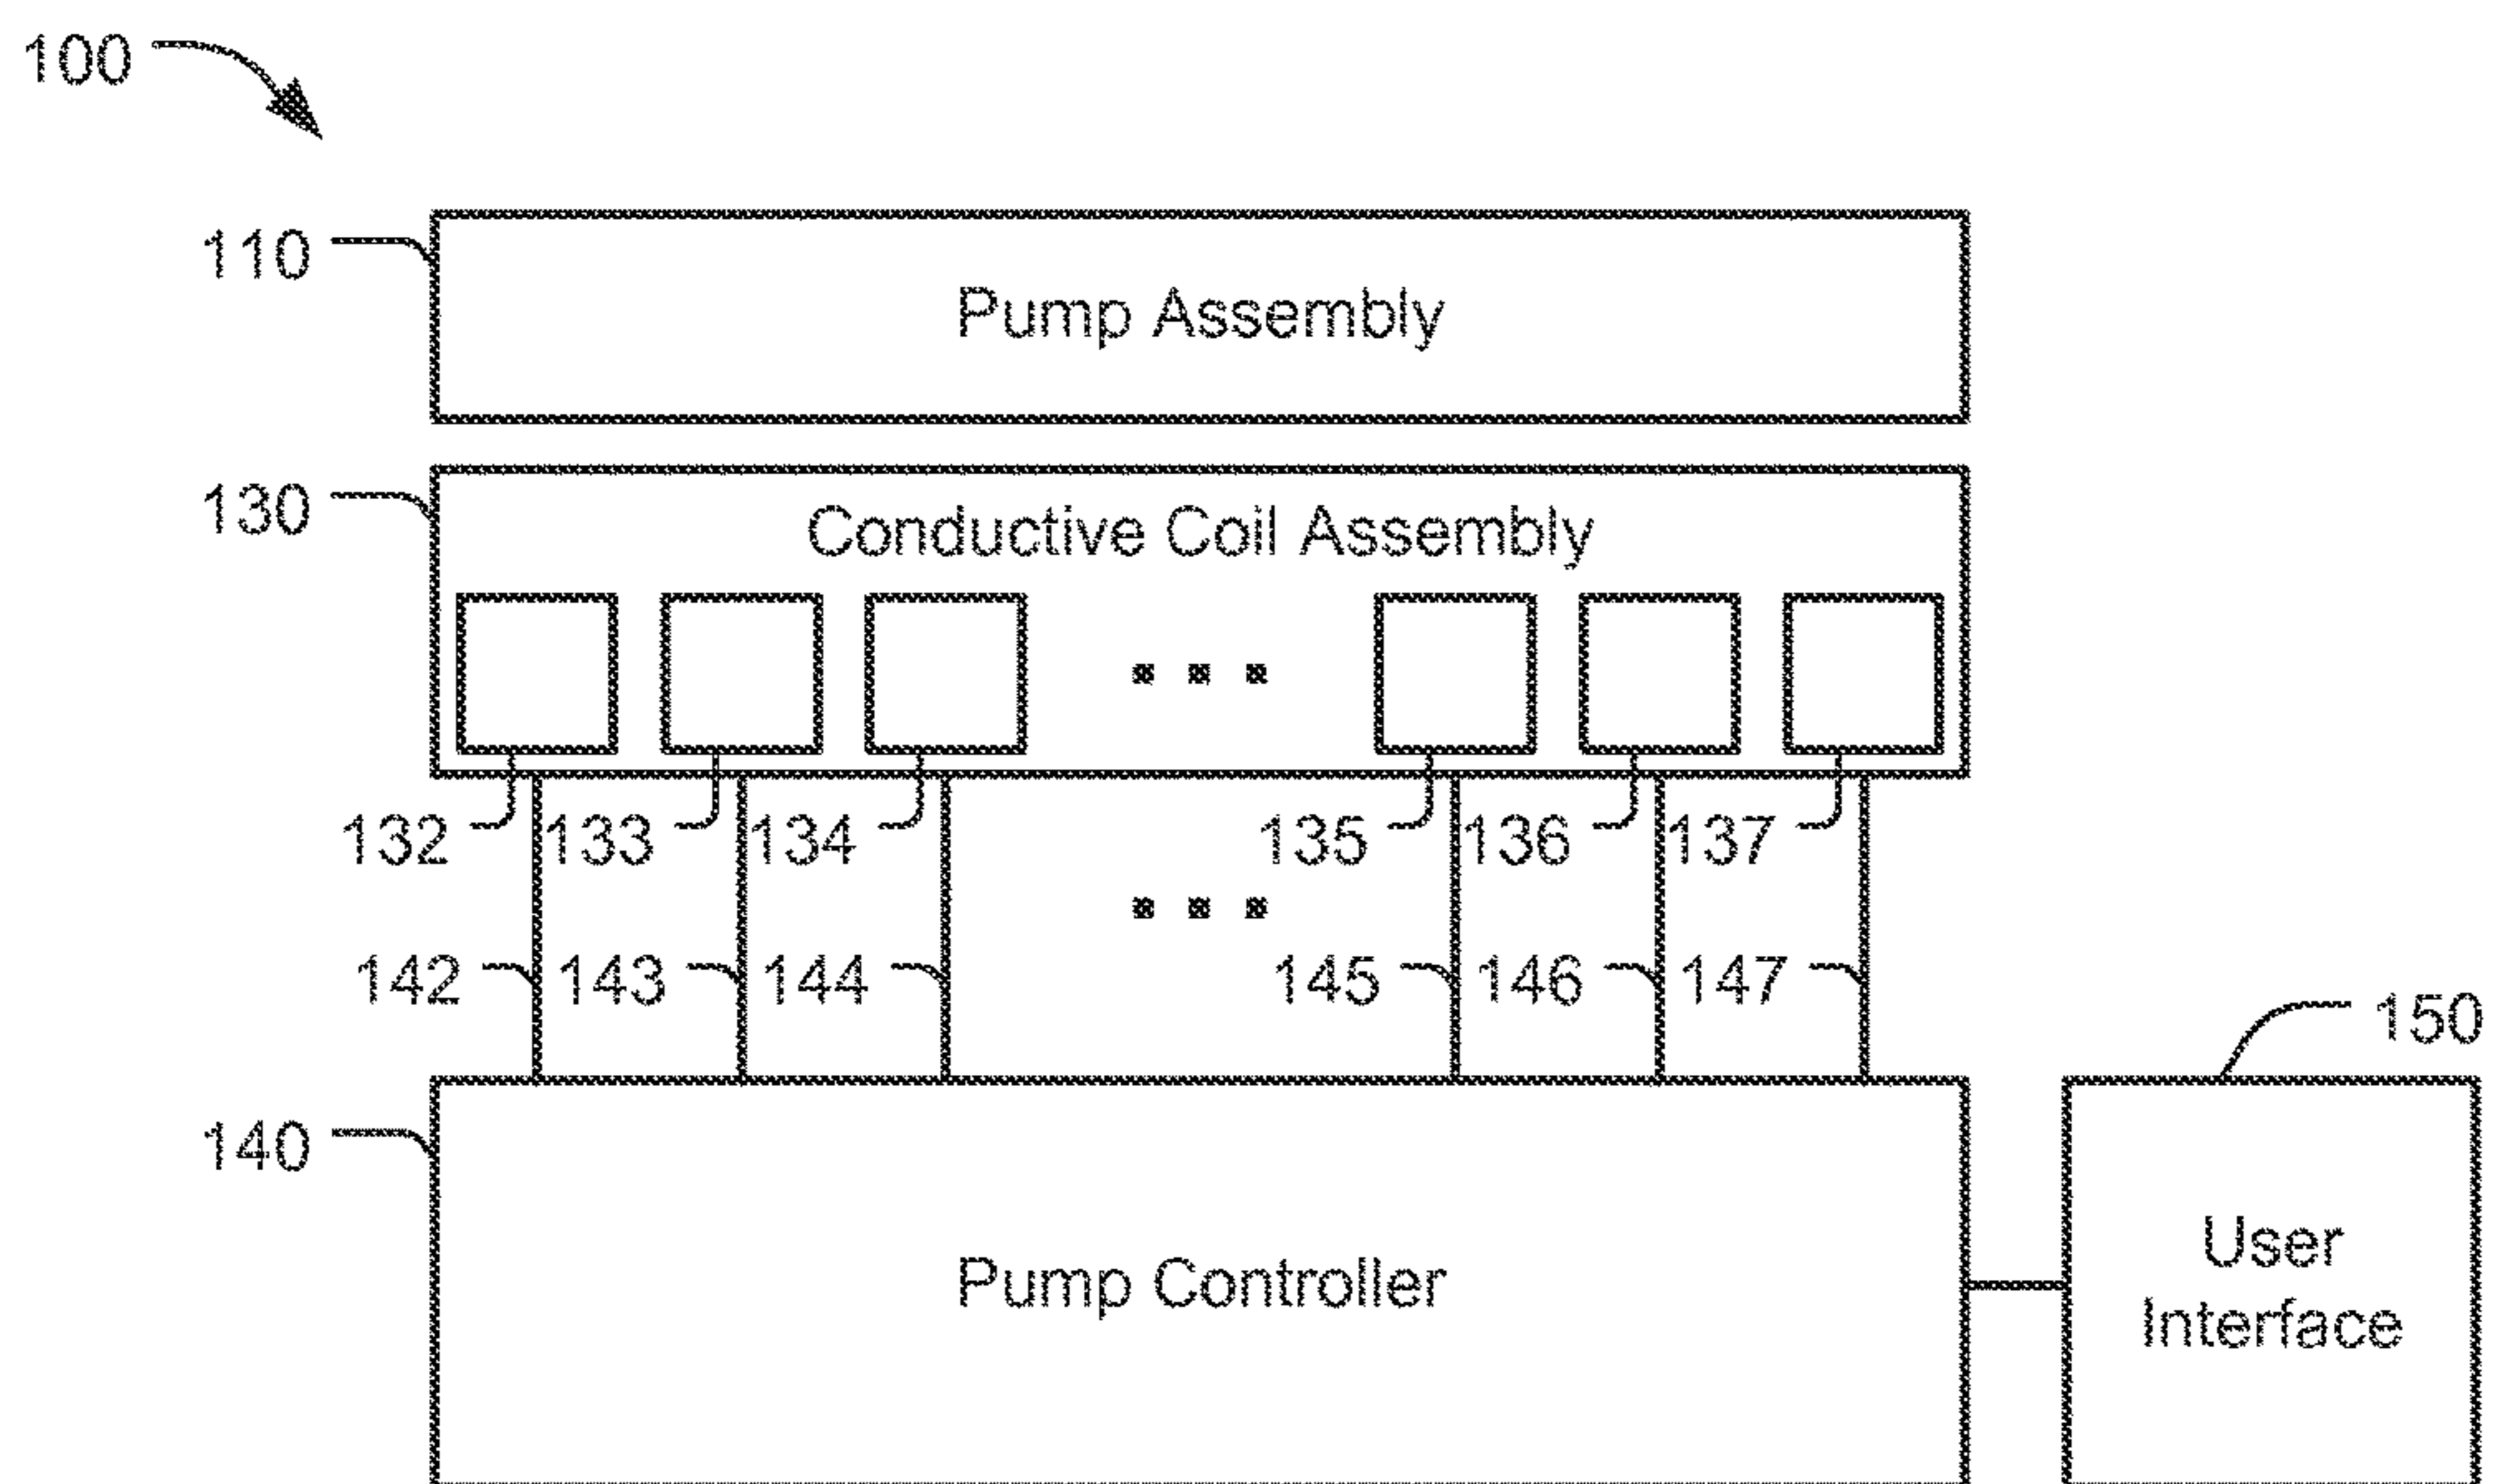 100
110
Pump Assembly
130
Conductive Coil Assembly
132 133 134 135 136 137
142 143 144 145 146 147
150
140
Pump Controller
User
Interface